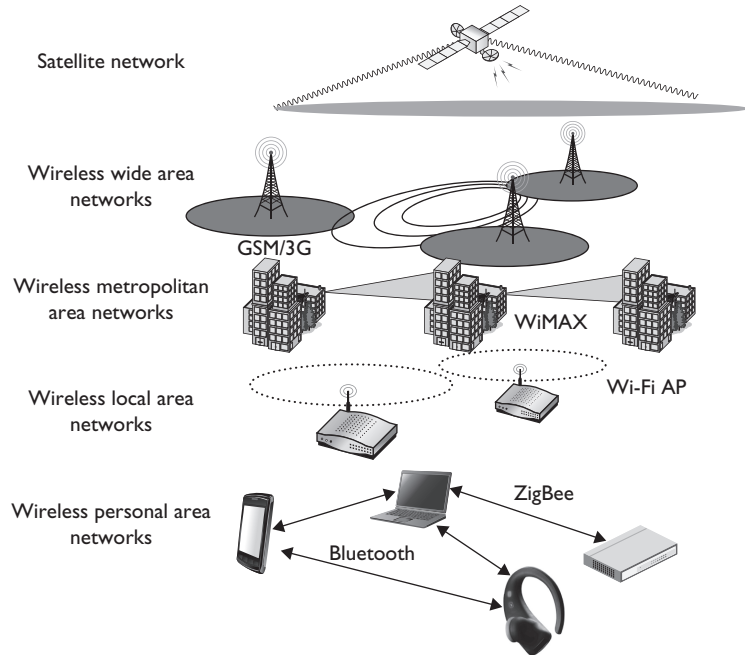 Satellite network
Wireless wide area
networks
GSM/3G
Wireless metropolitan
area networks
WiMAX
Wireless local area
networks
Wi-Fi AP
Wireless personal area
networks
ZigBee
Bluetooth